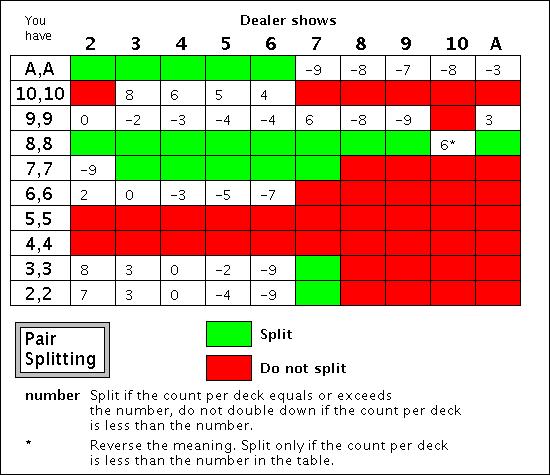 You Dealer shows
have
2 3 4 5 6 7 8 9 10 A
A,A −9 −8 −7 −8 −3
10,10 8 6 5 4
9,9 0 −2 −3 −4 −4 6 −8 −9 3
8,8 6*
7,7 −9
6,6 2 0 −3 −5 −7
5,5
4,4
3,3 8 3 0 −2 −9
2,2 7 3 0 −4 −9
Pair
Splitting
Split
Do not split
number Split if the count per deck equals or exceeds
the number, do not double down if the count per deck
is less than the number.
* Reverse the meaning. Split only if the count per deck
is less than the number in the table.